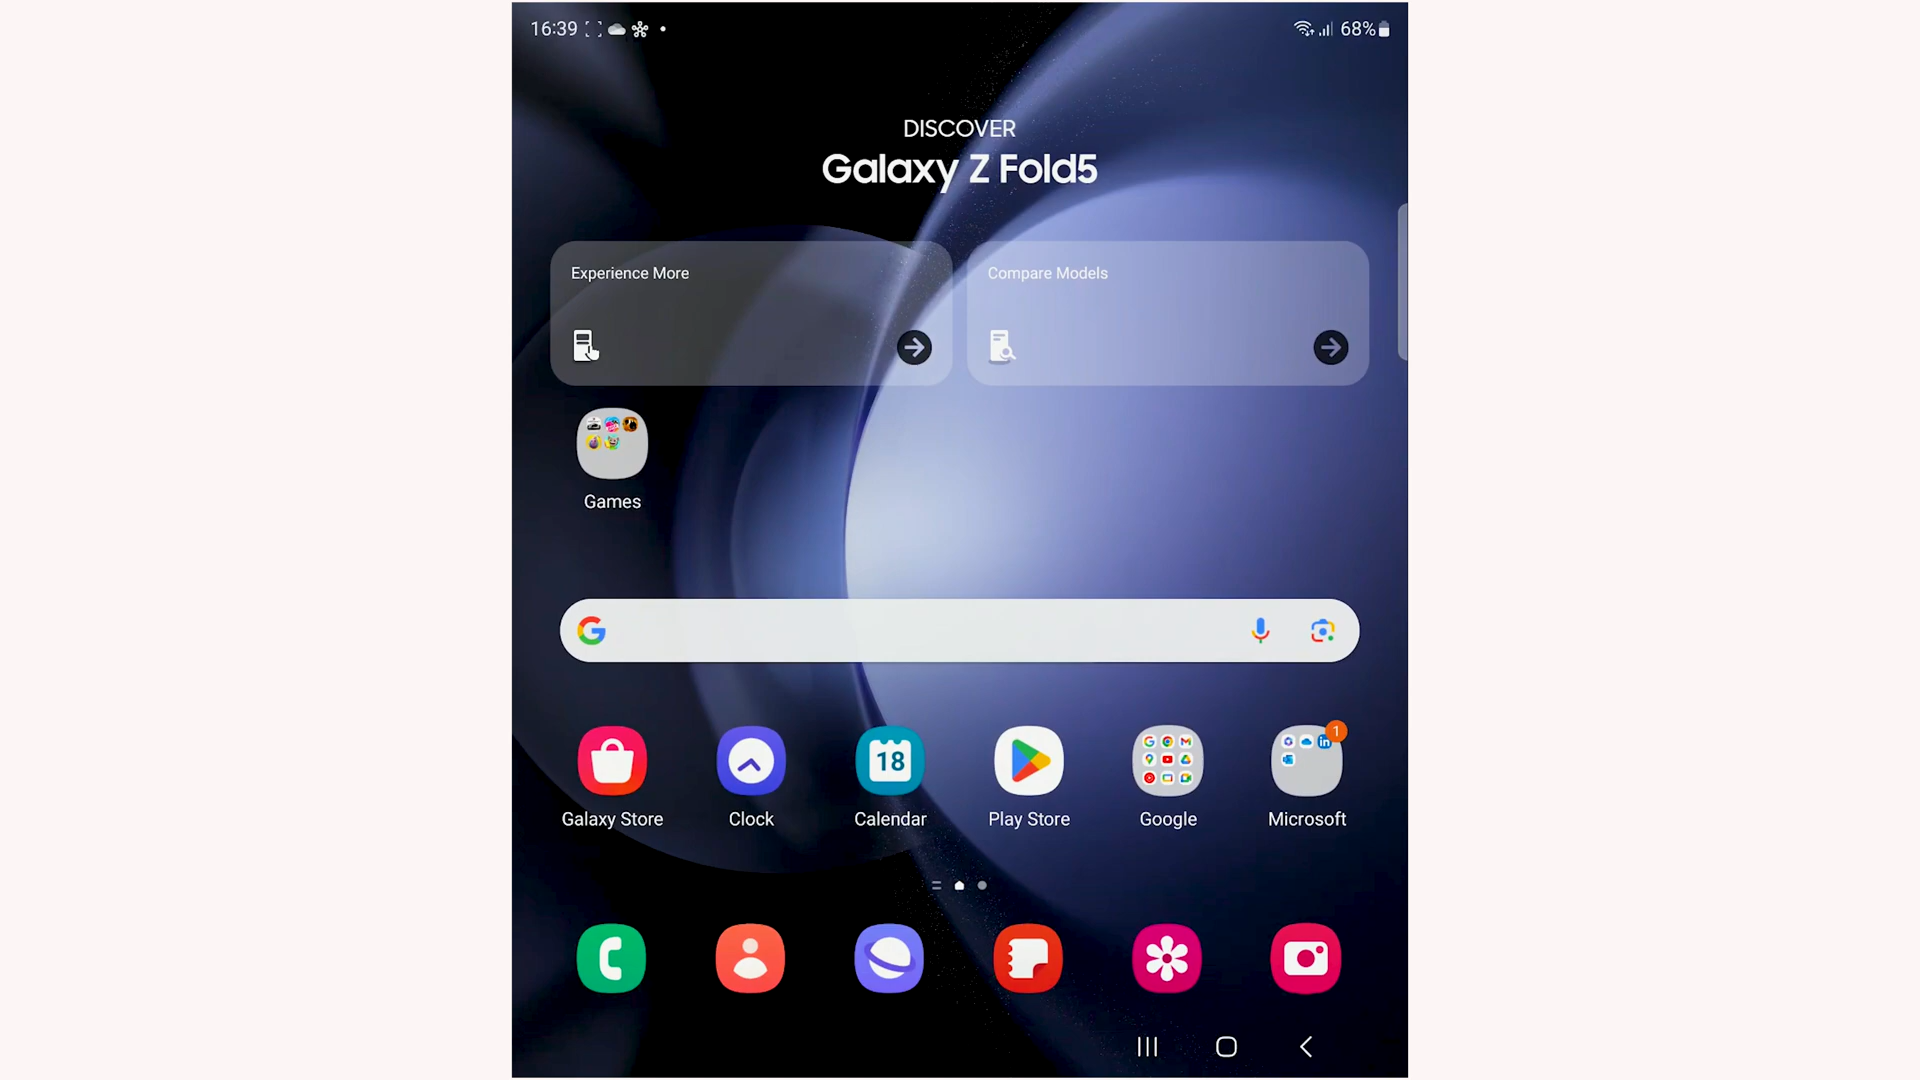 16:39
68%
DISCOVER
Galaxy Z Fold5
Experience More
Compare Models
Games
18
1
in
Galaxy Store
Clock
Calendar
Play Store
Google
Microsoft